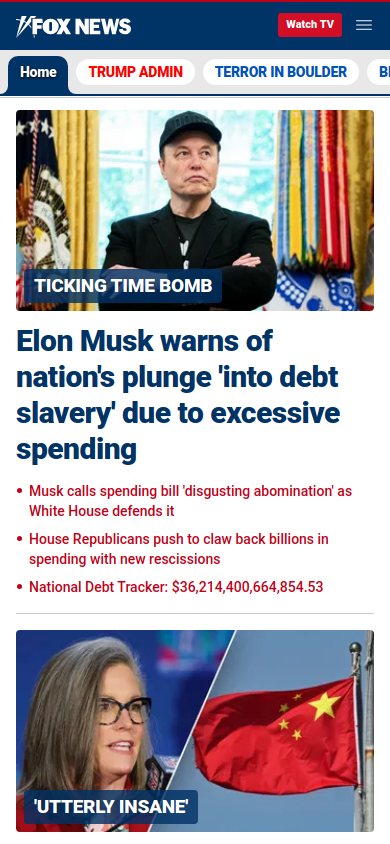 FOX NEWS
Watch TV
Home
TRUMP ADMIN
TERROR IN BOULDER
TICKING TIME BOMB
Elon Musk warns of
nation's plunge 'into debt
slavery' due to excessive
spending
• Musk calls spending bill 'disgusting abomination' as
White House defends it
• House Republicans push to claw back billions in
spending with new rescissions
• National Debt Tracker: $36,214,400,664,854.53
'UTTERLY INSANE'